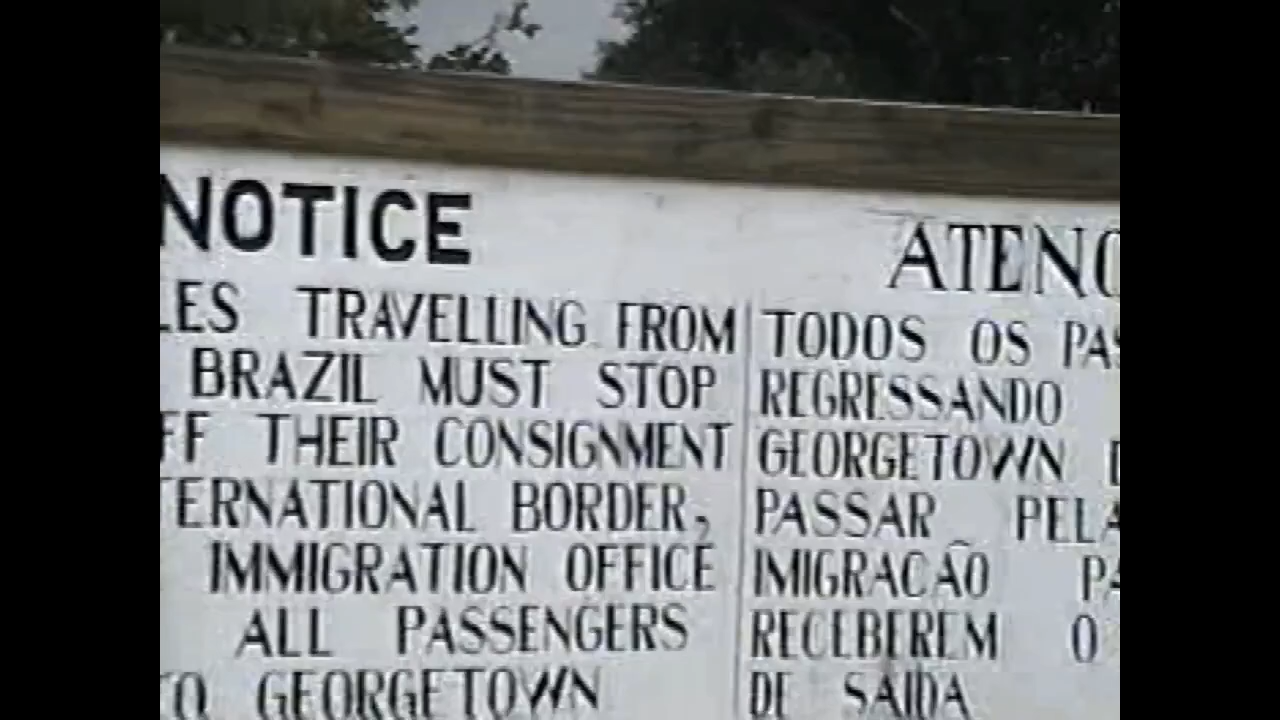 NOTICE
LES TRAVELLING FROM
BRAZIL MUST STOP
FF THEIR CONSIGNMENT
TERNATIONAL BORDER,
IMMIGRATION OFFICE
ALL PASSENGERS
TO GEORGETOWN
ATENC
TODOS OS PAS
REGRESSANDO
GEORGETOWN D
PASSAR PELA
IMIGRACÃO PA
RECEBEREM O
DE SAIDA